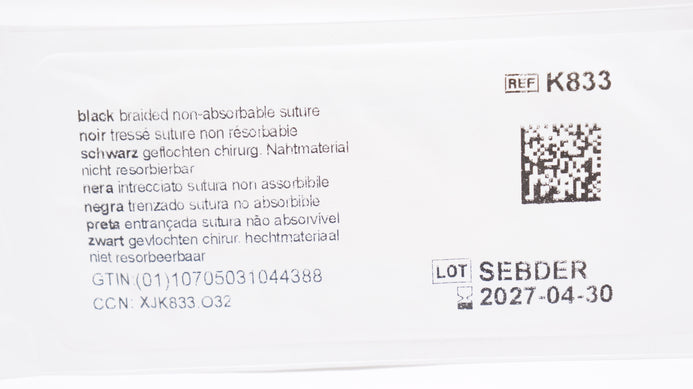 REF K833
black braided non-absorbable suture
noir tressé suture non résorbable
schwarz geflochten chirurg. Nahtmaterial
nicht resorbierbar
nera intrecciato sutura non assorbibile
negra trenzado sutura no absorbible
preta entrançada sutura não absorvível
zwart gevlochten chirur. hechtmateriaal
niet resorbeerbaar
GTIN:(01)10705031044388
CCN: XJK833.O32
LOT SEBDER
2027-04-30